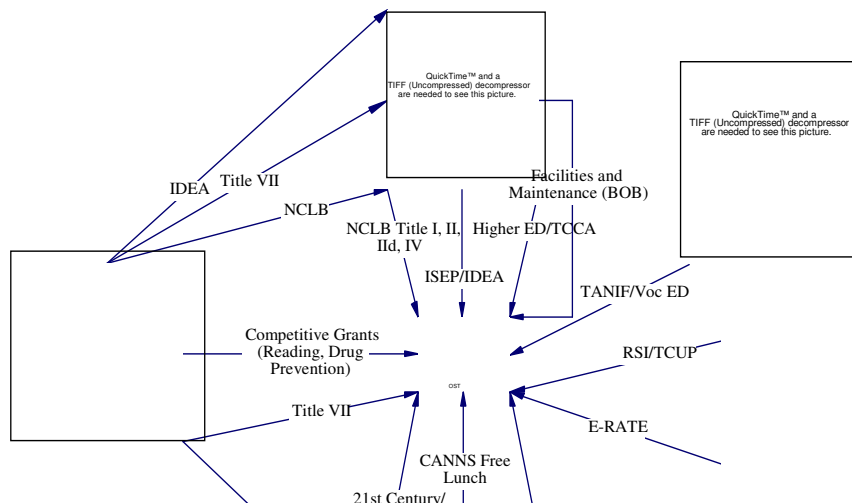 QuickTime™ and a
TIFF (Uncompressed) decompressor
are needed to see this picture.
QuickTime™ and a
TIFF (Uncompressed) decompressor
are needed to see this picture.
IDEA
Title VII
NCLB
Facilities and
Maintenance (BOB)
NCLB Title I, II,
IId, IV
Higher ED/TCCA
ISEP/IDEA
TANIF/Voc ED
Competitive Grants
(Reading, Drug
Prevention)
RSI/TCUP
OST
Title VII
E-RATE
CANNS Free
Lunch
21st Century/